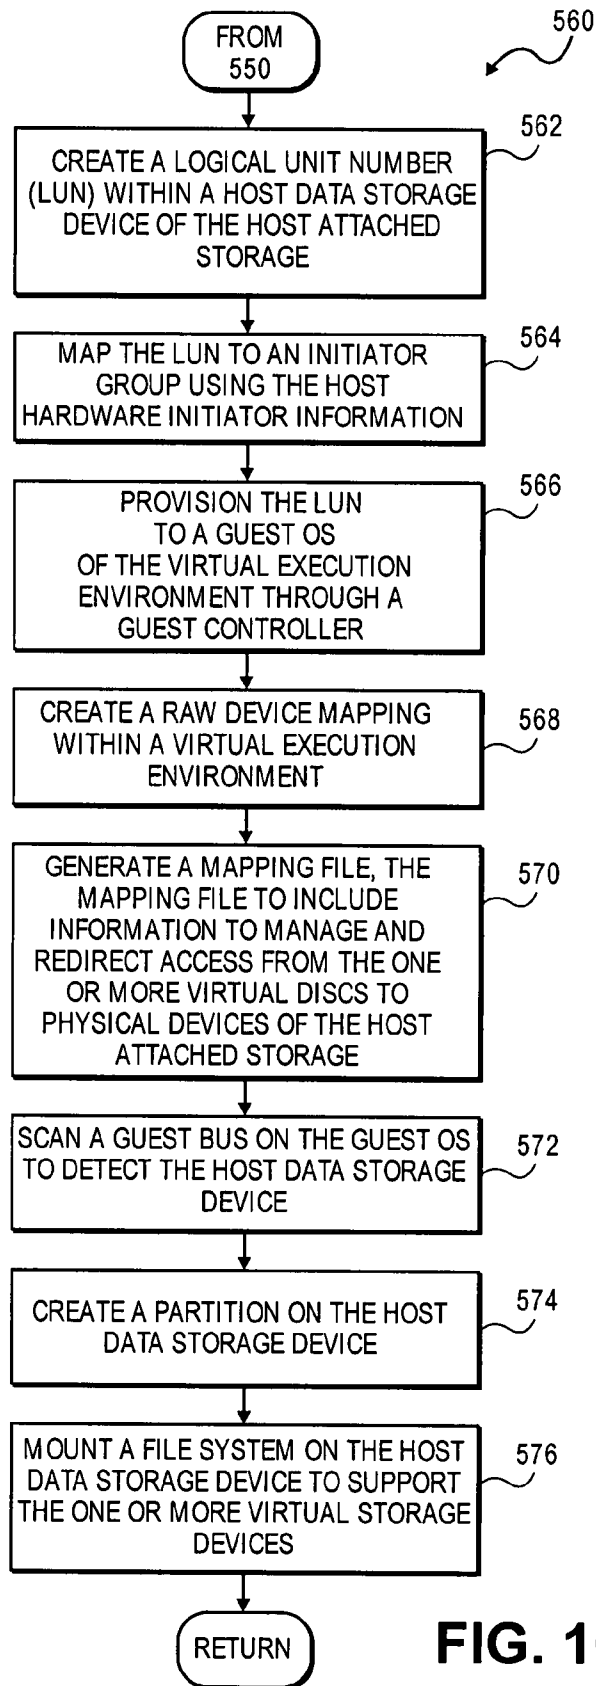 FROM
550
560
562
CREATE A LOGICAL UNIT NUMBER
(LUN) WITHIN A HOST DATA STORAGE
DEVICE OF THE HOST ATTACHED
STORAGE
564
MAP THE LUN TO AN INITIATOR
GROUP USING THE HOST
HARDWARE INITIATOR INFORMATION
566
PROVISION THE LUN
TO A GUEST OS
OF THE VIRTUAL EXECUTION
ENVIRONMENT THROUGH A
GUEST CONTROLLER
568
CREATE A RAW DEVICE MAPPING
WITHIN A VIRTUAL EXECUTION
ENVIRONMENT
570
GENERATE A MAPPING FILE, THE
MAPPING FILE TO INCLUDE
INFORMATION TO MANAGE AND
REDIRECT ACCESS FROM THE ONE
OR MORE VIRTUAL DISCS TO
PHYSICAL DEVICES OF THE HOST
ATTACHED STORAGE
572
SCAN A GUEST BUS ON THE GUEST OS
TO DETECT THE HOST DATA STORAGE
DEVICE
574
CREATE A PARTITION ON THE HOST
DATA STORAGE DEVICE
576
MOUNT A FILE SYSTEM ON THE HOST
DATA STORAGE DEVICE TO SUPPORT
THE ONE OR MORE VIRTUAL STORAGE
DEVICES
RETURN
FIG. 1